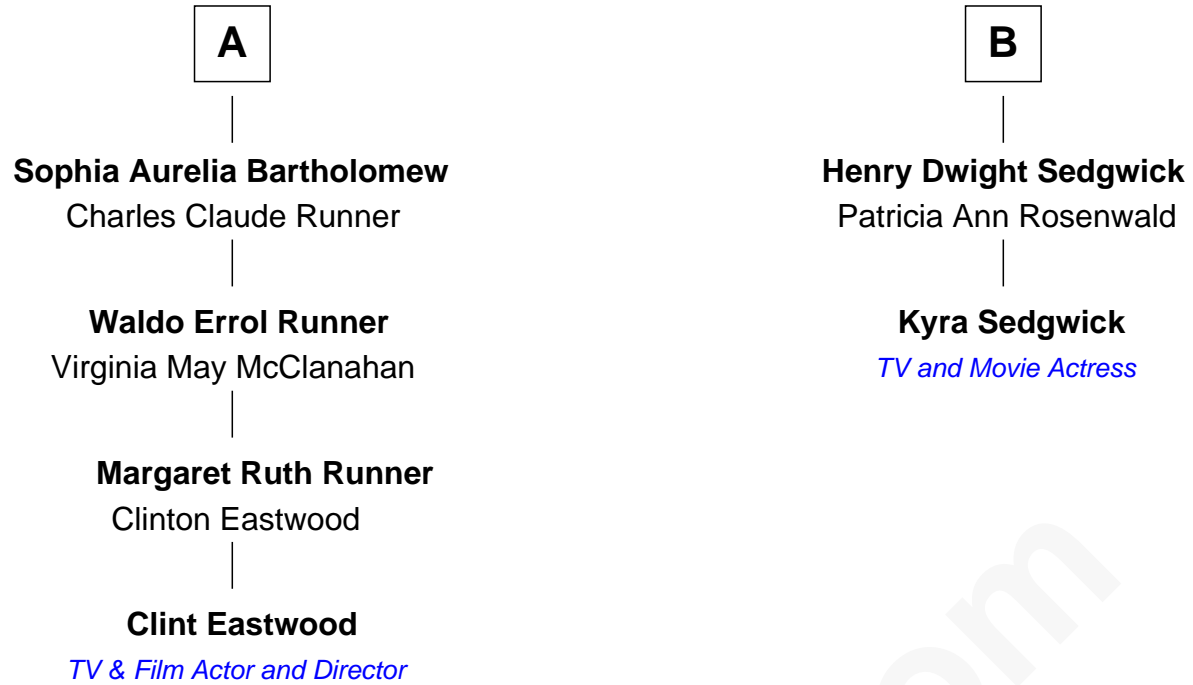 A
Sophia Aurelia Bartholomew
Charles Claude Runner
Waldo Errol Runner
Virginia May McClanahan
Margaret Ruth Runner
Clinton Eastwood
Clint Eastwood
TV & Film Actor and Director
B
Henry Dwight Sedgwick
Patricia Ann Rosenwald
Kyra Sedgwick
TV and Movie Actress
om